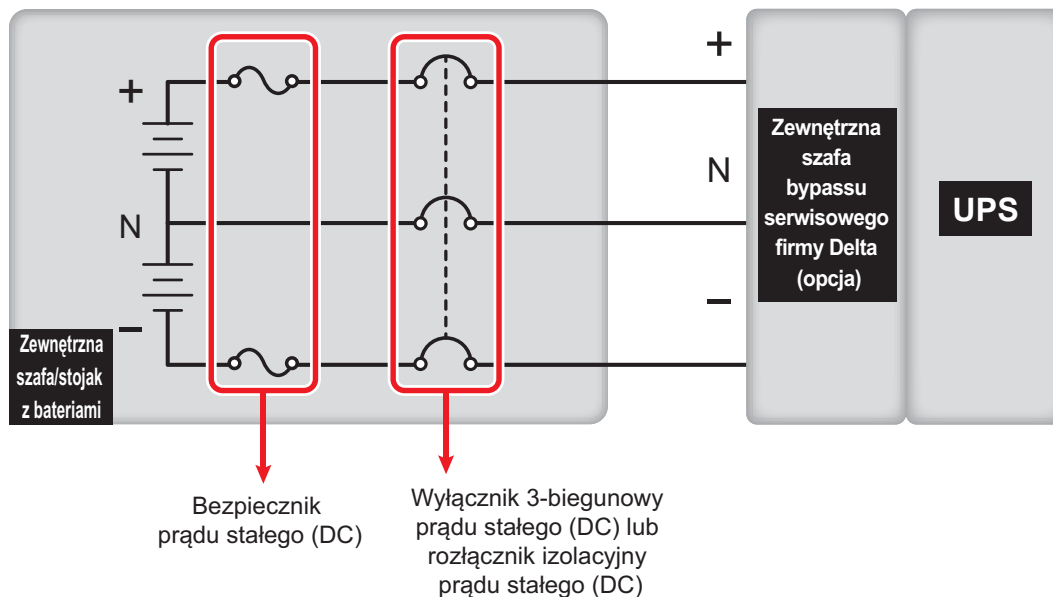 +
+
N
N
−
−
Zewnętrzna
szafa/stojak
z bateriami
Zewnętrzna
szafa
bypassu
serwisowego
firmy Delta
(opcja)
UPS
Bezpiecznik
prądu stałego (DC)
Wyłącznik 3-biegunowy
prądu stałego (DC) lub
rozłącznik izolacyjny
prądu stałego (DC)